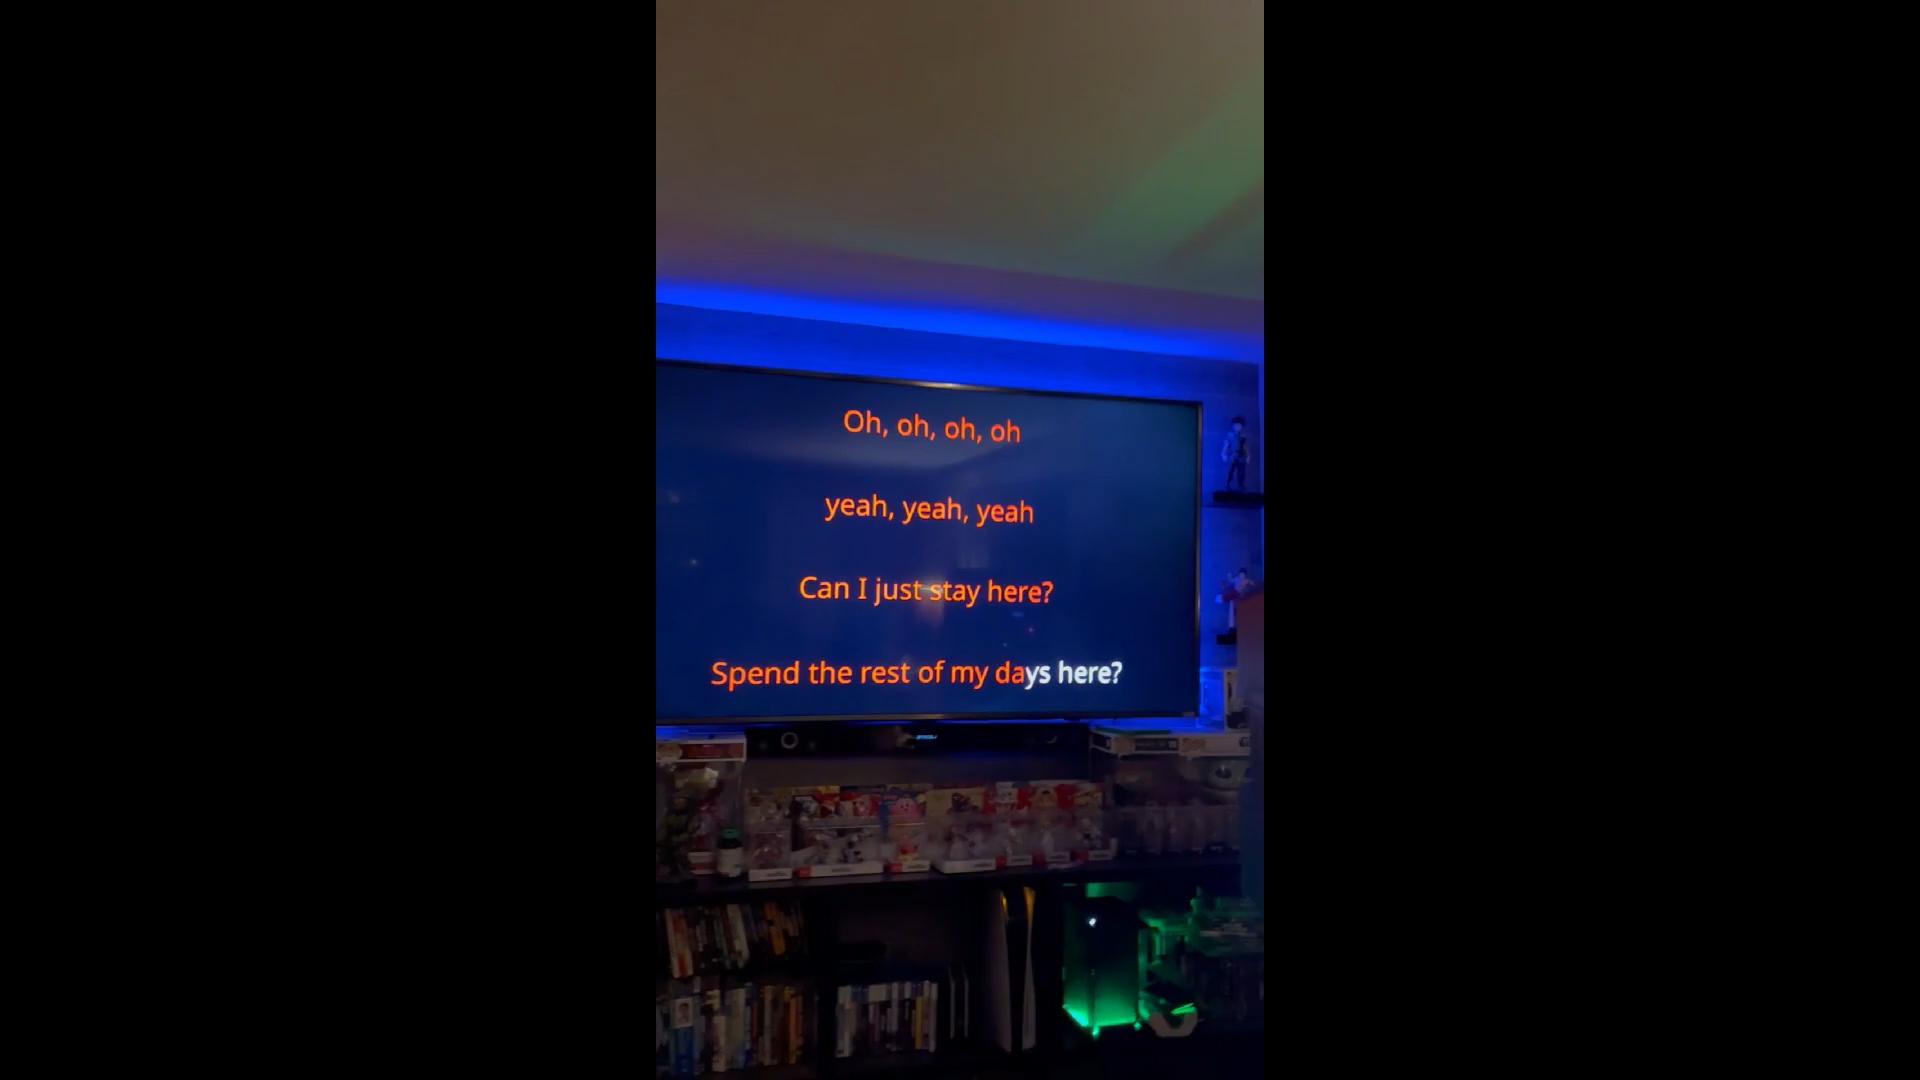 Oh, oh, oh, oh
yeah, yeah, yeah
Can I just stay here?
Spend the rest of my days here?